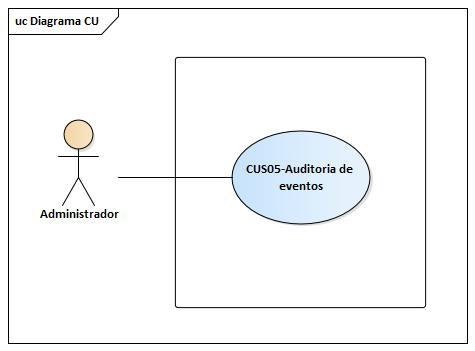 uc Diagrama CU
CUS05-Auditoria de
eventos
Administrador